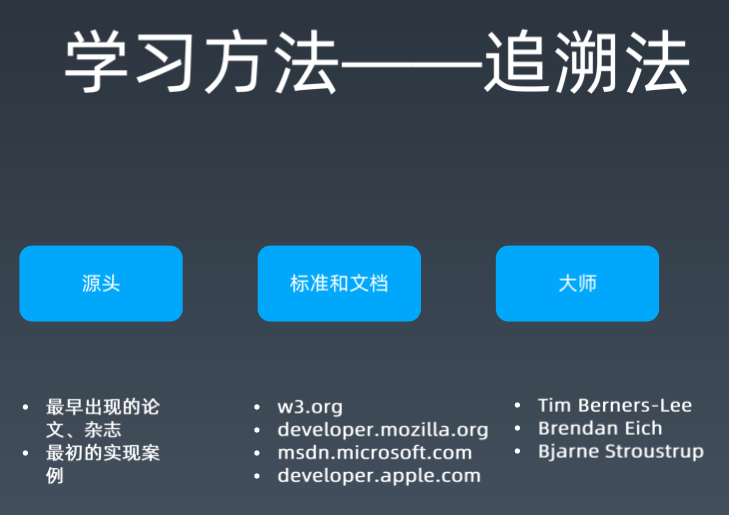 学习方法——追溯法
源头
标准和文档
大师
• 最早出现的论
文、杂志
• 最初的实现案
例
• w3.org
• developer.mozilla.org
• msdn.microsoft.com
• developer.apple.com
• Tim Berners-Lee
• Brendan Eich
• Bjarne Stroustrup